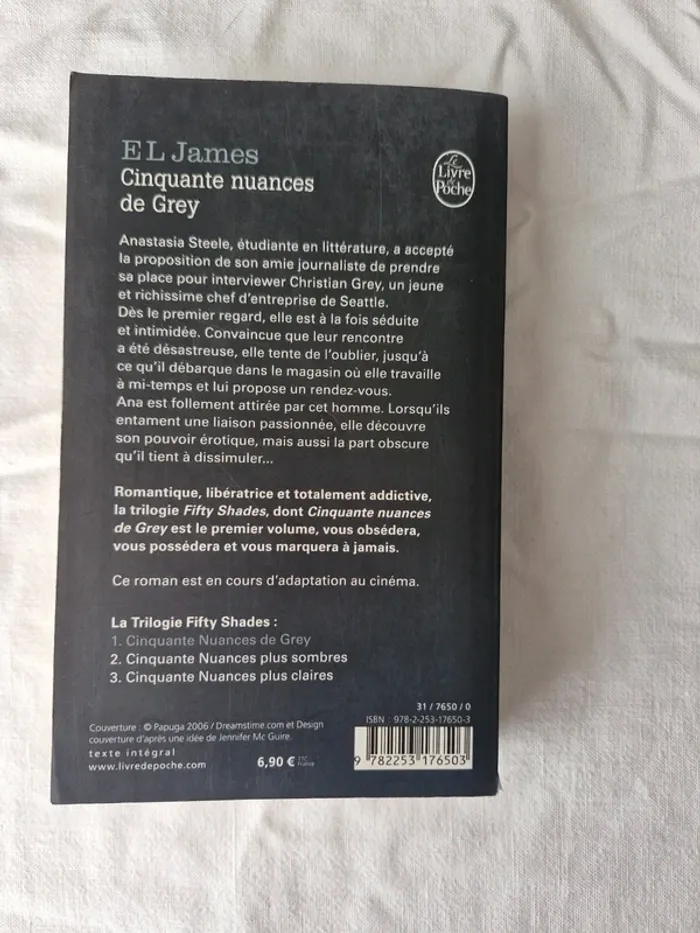 E L James
Cinquante nuances
de Grey
Le
Livre
de
Poche
Anastasia Steele, étudiante en littérature, a accepté
la proposition de son amie journaliste de prendre
sa place pour interviewer Christian Grey, un jeune
et richissime chef d'entreprise de Seattle.
Dès le premier regard, elle est à la fois séduite
et intimidée. Convaincue que leur rencontre
a été désastreuse, elle tente de l'oublier, jusqu'à
ce qu'il débarque dans le magasin où elle travaille
à mi-temps et lui propose un rendez-vous.
Ana est follement attirée par cet homme. Lorsqu'ils
entament une liaison passionnée, elle découvre
son pouvoir érotique, mais aussi la part obscure
qu'il tient à dissimuler...
Romantique, libératrice et totalement addictive,
la trilogie Fifty Shades, dont Cinquante nuances
de Grey est le premier volume, vous obsédera,
vous possédera et vous marquera à jamais.
Ce roman est en cours d'adaptation au cinéma.
La Trilogie Fifty Shades :
1. Cinquante Nuances de Grey
2. Cinquante Nuances plus sombres
3. Cinquante Nuances plus claires
Couverture : © Papuga 2006 / Dreamstime.com et Design
couverture d'après une idée de Jennifer Mc Guire.
texte intégral
www.livredepoche.com
6,90 € TTC
France
31 / 7650 / 0
ISBN : 978-2-253-17650-3
9 782253 176503